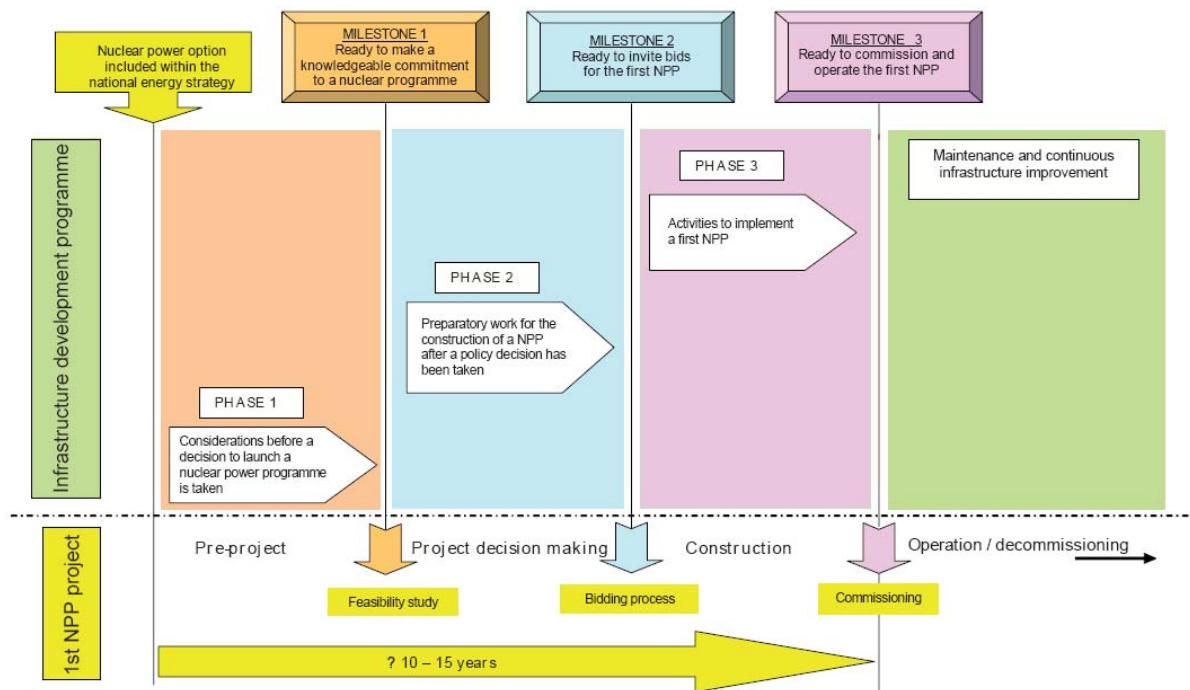 Nuclear power option
included within the
national energy strategy
MILESTONE 1
Ready to make a
knowledgeable commitment
to a nuclear programme
MILESTONE 2
Ready to invite bids
for the first NPP
MILESTONE 3
Ready to commission and
operate the first NPP
Infrastructure development programme
PHASE 1
Considerations before a
decision to launch a
nuclear power programme
is taken
PHASE 2
Preparatory work for the
construction of a NPP
after a policy decision has
been taken
PHASE 3
Activities to implement
a first NPP
Maintenance and continuous
infrastructure improvement
1st NPP project
Pre-project
Project decision making
Construction
Operation / decommissioning
Feasibility study
Bidding process
Commissioning
? 10 – 15 years